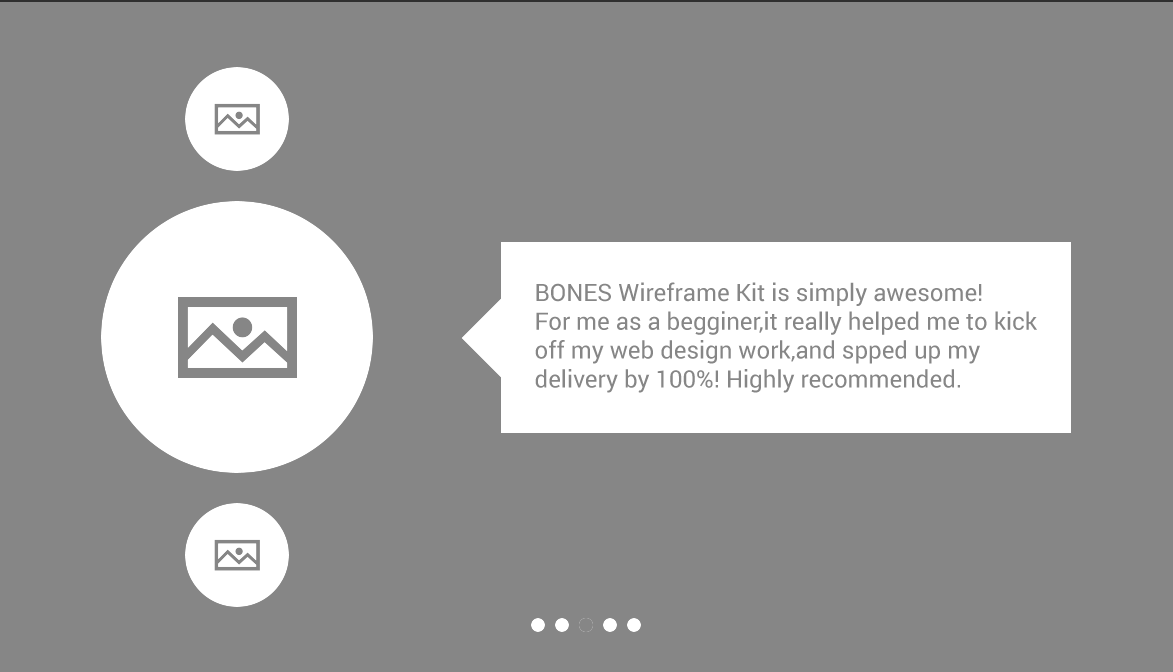 BONES Wireframe Kit is simply awesome!
For me as a begginer,it really helped me to kick
off my web design work,and spped up my
delivery by 100%! Highly recommended.